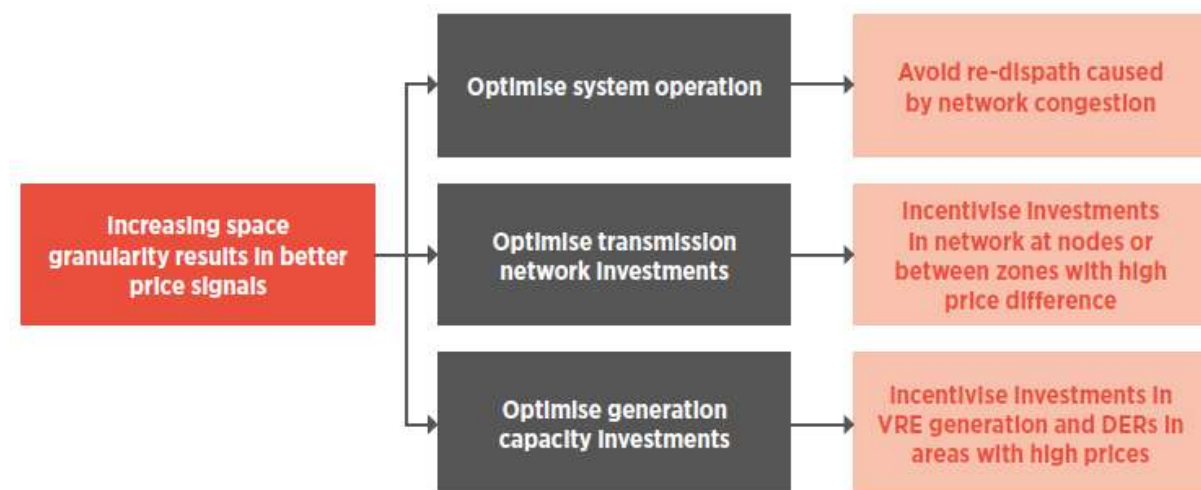 Increasing space
granularity results in better
price signals
Optimise system operation
Avoid re-dispath caused
by network congestion
Optimise transmission
network investments
Incentivise investments
in network at nodes or
between zones with high
price difference
Optimise generation
capacity investments
Incentivise investments in
VRE generation and DERs in
areas with high prices